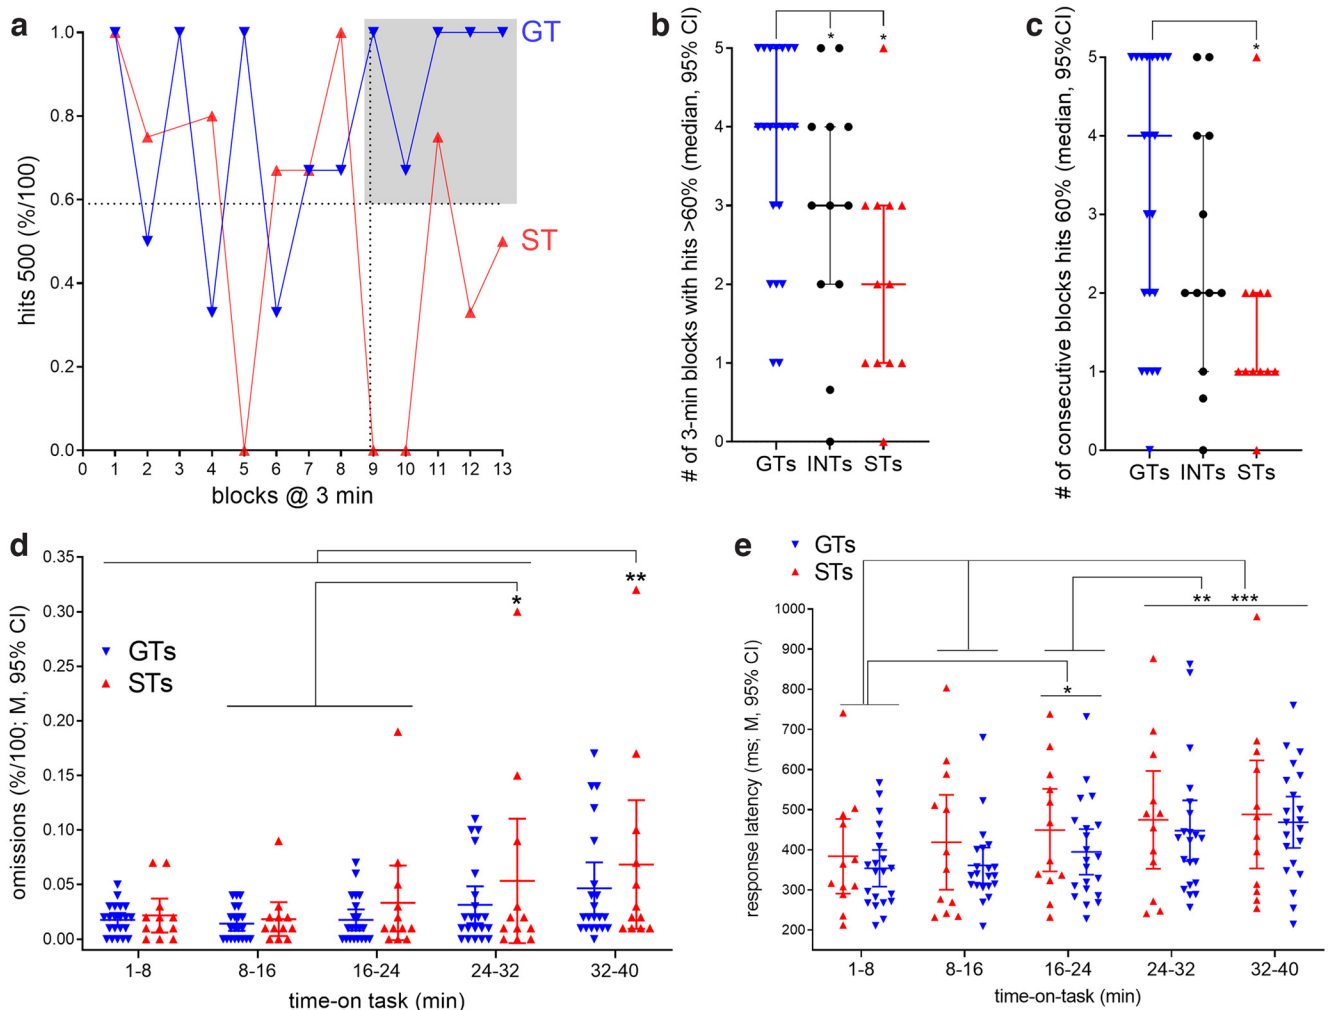 a
hits 500 (%/100)
1.0
0.8
0.6
0.4
0.2
0.0
0 1 2 3 4 5 6 7 8 9 10 11 12 13
blocks @ 3 min
GT
ST
b
# of 3-min blocks with hits >60% (median, 95% CI)
* *
5
4
3
2
1
0
GTs INTs STs
c
# of consecutive blocks hits 60% (median, 95%CI)
*
5
4
3
2
1
0
GTs INTs STs
d
omissions (%/100; M, 95% CI)
0.35
0.30
0.25
0.20
0.15
0.10
0.05
0.00
**
*
GTs
STs
1-8 8-16 16-24 24-32 32-40
time-on task (min)
e
GTs
STs
response latency (ms; M, 95% CI)
1000
900
800
700
600
500
400
300
200
** ***
*
1-8 8-16 16-24 24-32 32-40
time-on-task (min)